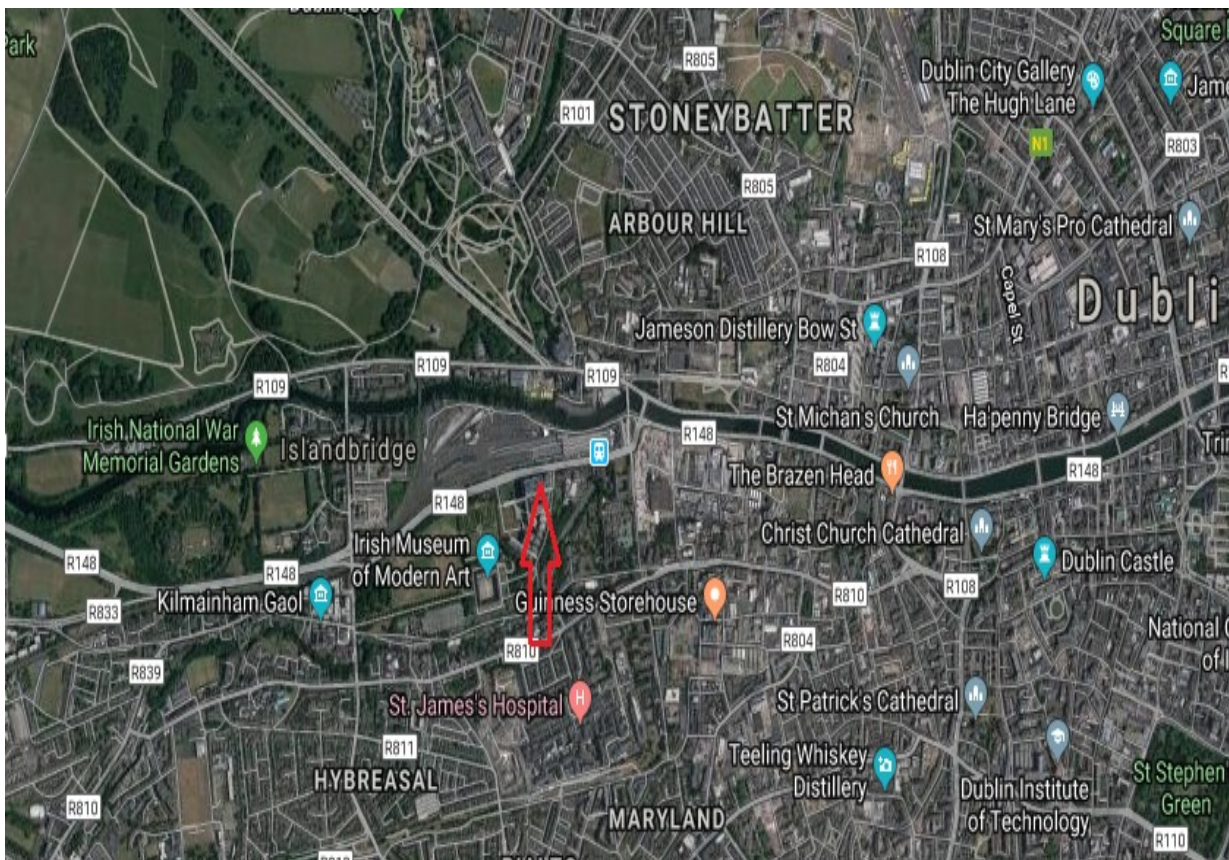 Park
Square
Dublin City Gallery
The Hugh Lane
R805
R101
STONEYBATTER
N1
R803
R805
ARBOUR HILL
St Mary's Pro Cathedral
R108
Capel St
Jameson Distillery Bow St
R804
R109
R109
R109
St Michan's Church
Ha'penny Bridge
Irish National War
Memorial Gardens
Islandbridge
R148
R148
The Brazen Head
R148
Christ Church Cathedral
Irish Museum
of Modern Art
Dublin Castle
R148
R148
Kilmainham Gaol
R833
Guinness Storehouse
R810
R108
R804
National
of
R810
R839
St. James's Hospital
H
St Patrick's Cathedral
R811
HYBREASAL
Teeling Whiskey
Distillery
Dublin Institute
of Technology
St Stephen
Green
R810
MARYLAND
R110